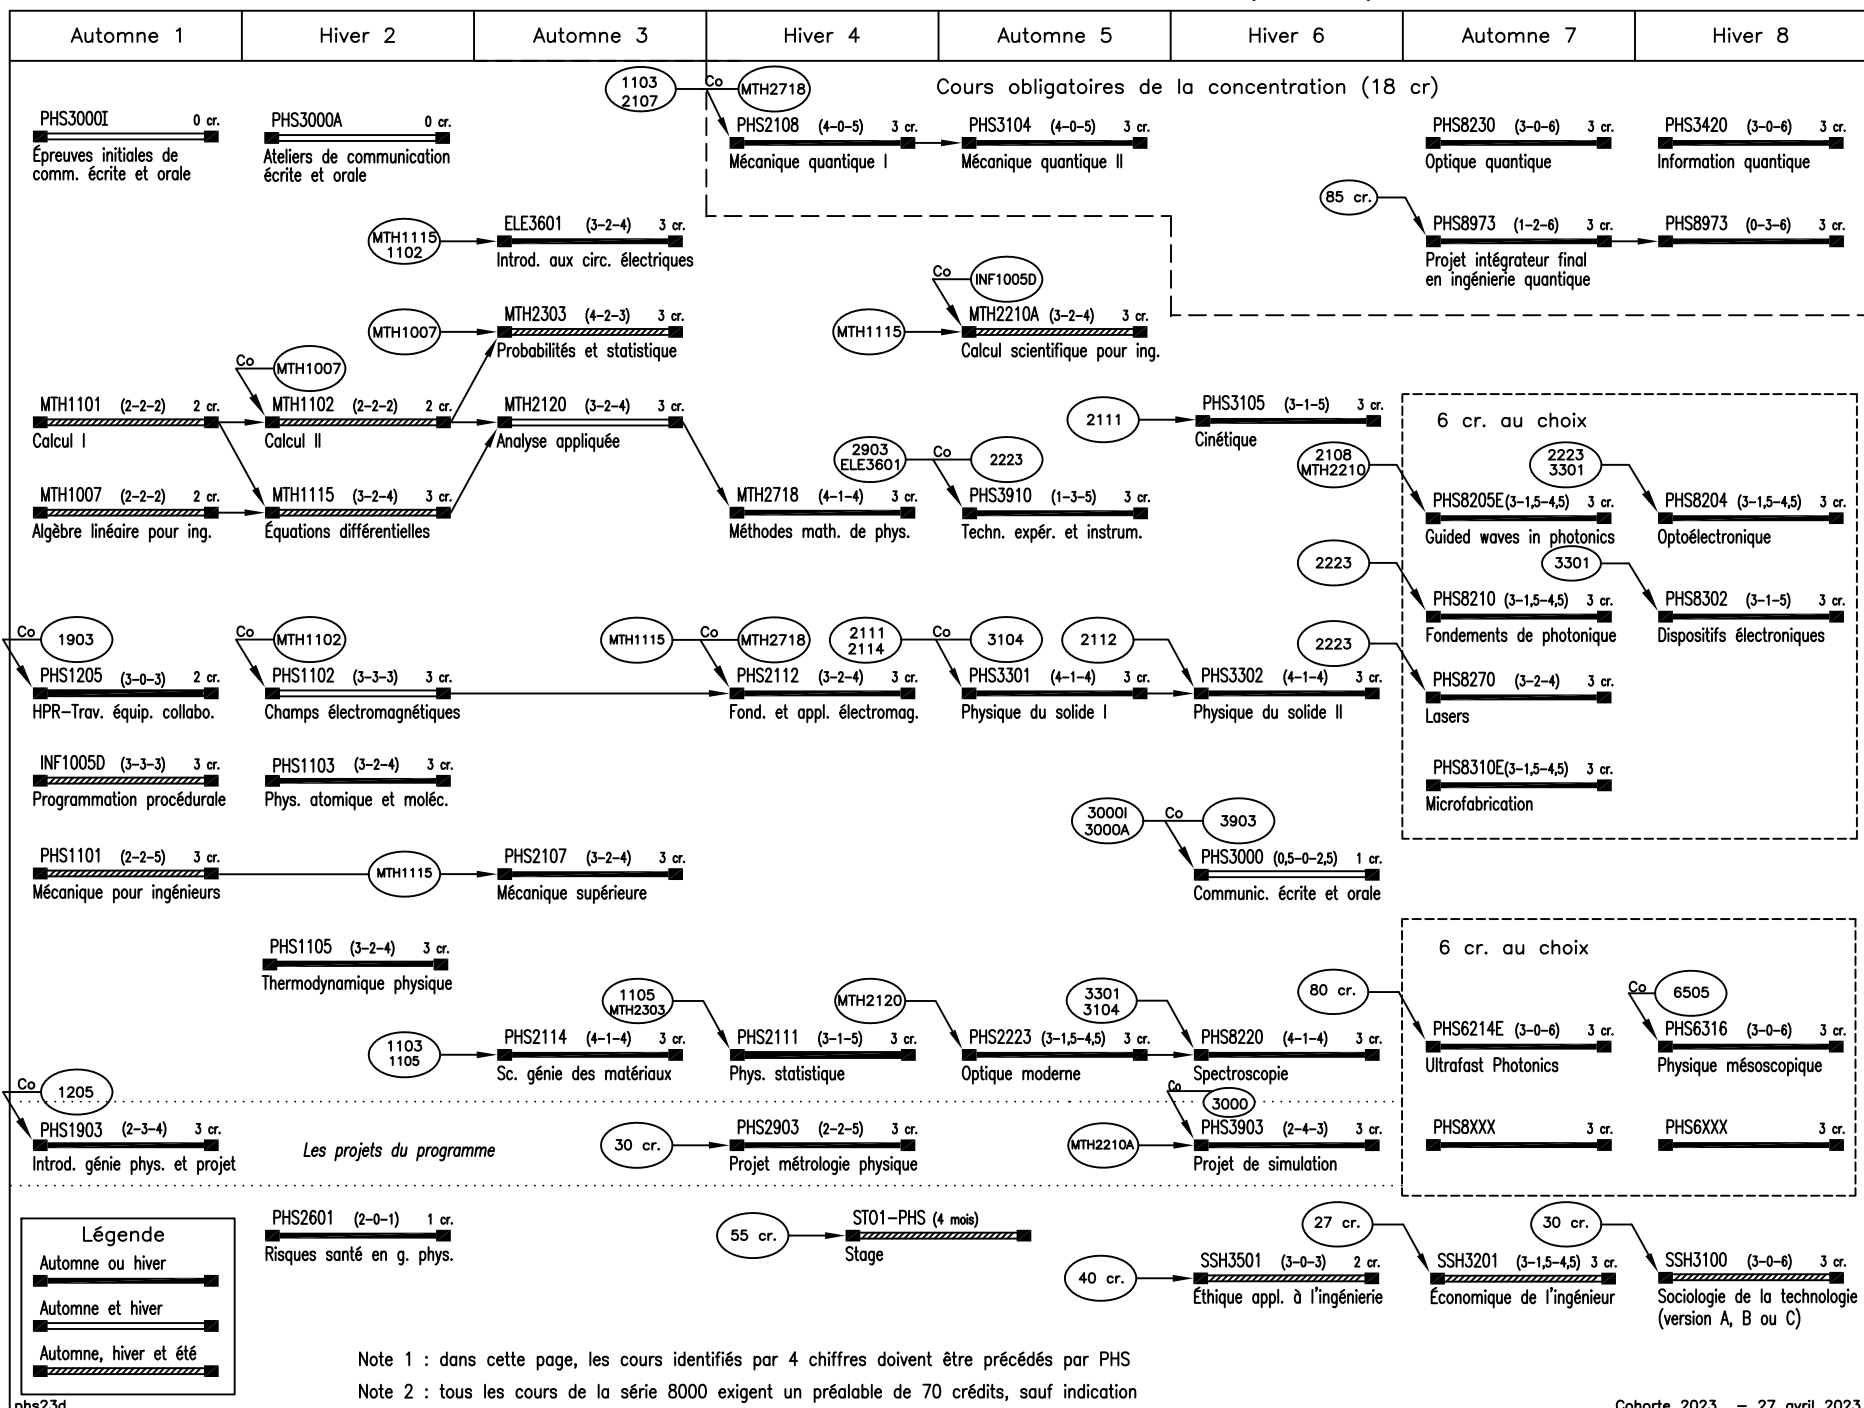 Automne 1
Hiver 2
Automne 3
Hiver 4
Automne 5
Hiver 6
Automne 7
Hiver 8
1103
2107
Co
MTH2718
Cours obligatoires de la concentration (18 cr)
PHS3000I 0 cr.
Épreuves initiales de
comm. écrite et orale
PHS3000A 0 cr.
Ateliers de communication
écrite et orale
PHS2108 (4-0-5) 3 cr.
Mécanique quantique I
PHS3104 (4-0-5) 3 cr.
Mécanique quantique II
PHS8230 (3-0-6) 3 cr.
Optique quantique
PHS3420 (3-0-6) 3 cr.
Information quantique
85 cr.
MTH1115
1102
ELE3601 (3-2-4) 3 cr.
Introd. aux circ. électriques
PHS8973 (1-2-6) 3 cr.
Projet intégrateur final
en ingénierie quantique
PHS8973 (0-3-6) 3 cr.
Co
INF1005D
MTH1007
MTH2303 (4-2-3) 3 cr.
Probabilités et statistique
MTH1115
MTH2210A (3-2-4) 3 cr.
Calcul scientifique pour ing.
Co
MTH1007
MTH1101 (2-2-2) 2 cr.
Calcul I
MTH1102 (2-2-2) 2 cr.
Calcul II
MTH2120 (3-2-4) 3 cr.
Analyse appliquée
2111
PHS3105 (3-1-5) 3 cr.
Cinétique
6 cr. au choix
2903
ELE3601
Co
2223
2108
MTH2210
2223
3301
MTH1007 (2-2-2) 2 cr.
Algèbre linéaire pour ing.
MTH1115 (3-2-4) 3 cr.
Équations différentielles
MTH2718 (4-1-4) 3 cr.
Méthodes math. de phys.
PHS3910 (1-3-5) 3 cr.
Techn. expér. et instrum.
PHS8205E(3-1,5-4,5) 3 cr.
Guided waves in photonics
PHS8204 (3-1,5-4,5) 3 cr.
Optoélectronique
2223
3301
PHS8210 (3-1,5-4,5) 3 cr.
Fondements de photonique
PHS8302 (3-1-5) 3 cr.
Dispositifs électroniques
Co
1903
Co
MTH1102
MTH1115
Co
MTH2718
2111
2114
Co
3104
2112
2223
PHS1205 (3-0-3) 2 cr.
HPR-Trav. équip. collabo.
PHS1102 (3-3-3) 3 cr.
Champs électromagnétiques
PHS2112 (3-2-4) 3 cr.
Fond. et appl. électromag.
PHS3301 (4-1-4) 3 cr.
Physique du solide I
PHS3302 (4-1-4) 3 cr.
Physique du solide II
PHS8270 (3-2-4) 3 cr.
Lasers
INF1005D (3-3-3) 3 cr.
Programmation procédurale
PHS1103 (3-2-4) 3 cr.
Phys. atomique et moléc.
PHS8310E(3-1,5-4,5) 3 cr.
Microfabrication
3000I
3000A
Co
3903
PHS1101 (2-2-5) 3 cr.
Mécanique pour ingénieurs
MTH1115
PHS2107 (3-2-4) 3 cr.
Mécanique supérieure
PHS3000 (0,5-0-2,5) 1 cr.
Communic. écrite et orale
PHS1105 (3-2-4) 3 cr.
Thermodynamique physique
6 cr. au choix
1105
MTH2303
MTH2120
3301
3104
80 cr.
Co
6505
1103
1105
PHS2114 (4-1-4) 3 cr.
Sc. génie des matériaux
PHS2111 (3-1-5) 3 cr.
Phys. statistique
PHS2223 (3-1,5-4,5) 3 cr.
Optique moderne
PHS8220 (4-1-4) 3 cr.
Spectroscopie
PHS6214E (3-0-6) 3 cr.
Ultrafast Photonics
PHS6316 (3-0-6) 3 cr.
Physique mésoscopique
Co
1205
Co
3000
PHS1903 (2-3-4) 3 cr.
Introd. génie phys. et projet
Les projets du programme
30 cr.
PHS2903 (2-2-5) 3 cr.
Projet métrologie physique
MTH2210A
PHS3903 (2-4-3) 3 cr.
Projet de simulation
PHS8XXX 3 cr.
PHS6XXX 3 cr.
Légende
Automne ou hiver
Automne et hiver
Automne, hiver et été
PHS2601 (2-0-1) 1 cr.
Risques santé en g. phys.
55 cr.
ST01-PHS (4 mois)
Stage
27 cr.
30 cr.
40 cr.
SSH3501 (3-0-3) 2 cr.
Éthique appl. à l'ingénierie
SSH3201 (3-1,5-4,5) 3 cr.
Économique de l'ingénieur
SSH3100 (3-0-6) 3 cr.
Sociologie de la technologie
(version A, B ou C)
Note 1 : dans cette page, les cours identifiés par 4 chiffres doivent être précédés par PHS
Note 2 : tous les cours de la série 8000 exigent un préalable de 70 crédits, sauf indication
phs23d
Cohorte 2023 - 27 avril 2023